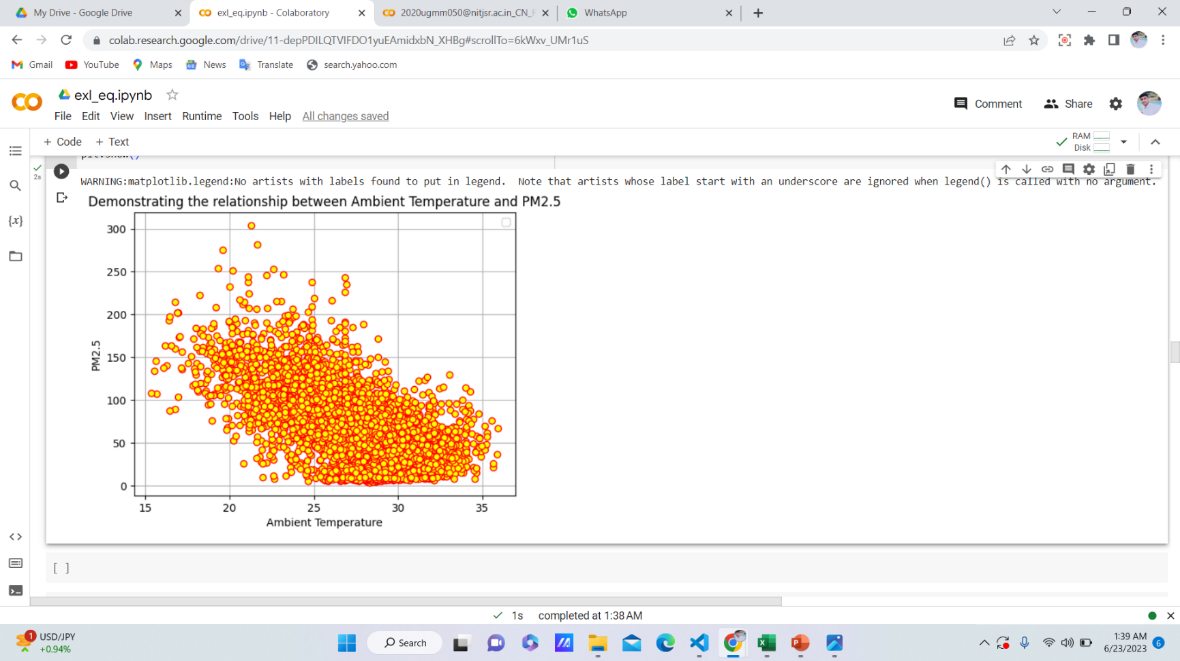 My Drive - Google Drive
exl_eq.ipynb - Colaboratory
2020ugmm050@nitjsr.ac.in_CN_
WhatsApp
colab.research.google.com/drive/11-depPDILQTVIFDO1yuEAmidxbN_XHBg#scrollTo=6kWxv_UMr1uS
Gmail YouTube Maps News Translate search.yahoo.com
CO exl_eq.ipynb
Comment Share
File Edit View Insert Runtime Tools Help All changes saved
+ Code + Text
RAM
Disk
2s
WARNING:matplotlib.legend:No artists with labels found to put in legend. Note that artists whose label start with an underscore are ignored when legend() is called with no argument.
Demonstrating the relationship between Ambient Temperature and PM2.5
300
250
200
150
100
50
0
PM2.5
15 20 25 30 35
Ambient Temperature
{x}
<>
[ ]
1s completed at 1:38 AM
1 USD/JPY
+0.94%
Search
1:39 AM
6/23/2023
6